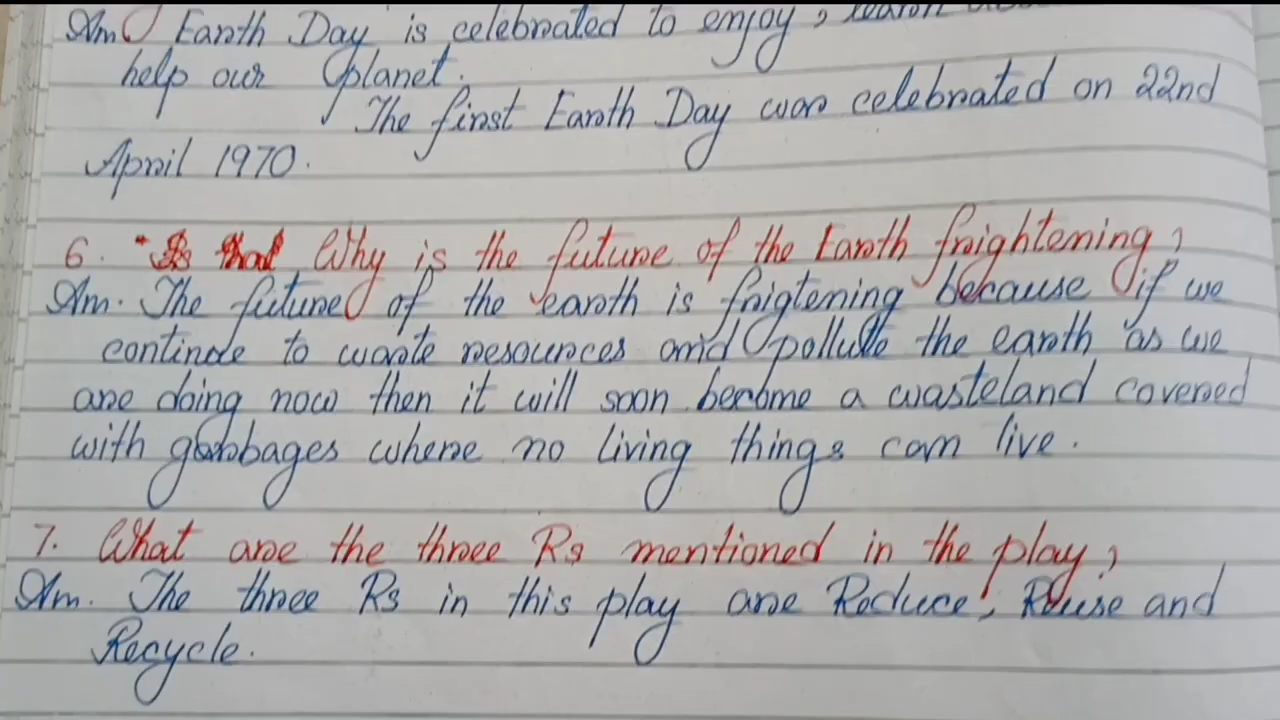 Ans Earth Day is celebrated to enjoy, learn
help our planet.
The first Earth Day was celebrated on 22nd
April 1970.
6. Why is the future of the Earth frightening?
Ans. The future of the earth is frigtening because if we
continue to waste resources and pollute the earth as we
are doing now then it will soon become a wasteland covered
with garbages where no living things can live.
7. What are the three Rs mentioned in the play?
Ans. The three Rs in this play are Reduce, Reuse and
Recycle.